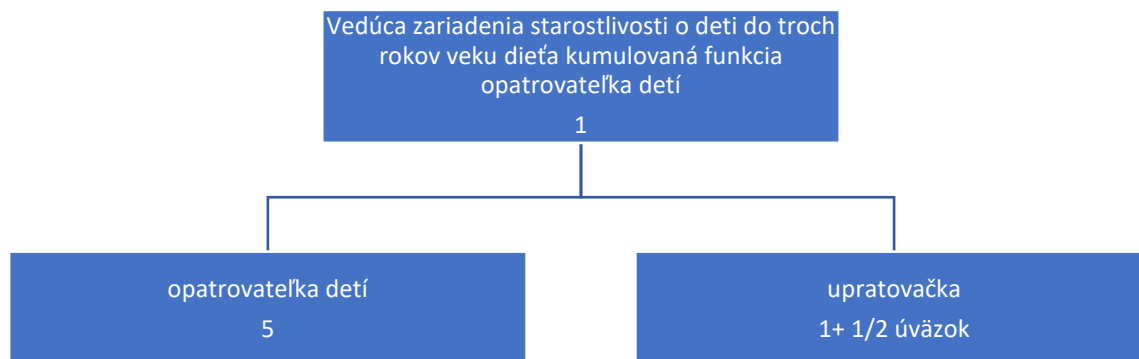 Vedúca zariadenia starostlivosti o deti do troch
rokov veku dieťa kumulovaná funkcia
opatrovateľka detí
1
opatrovateľka detí
5
upratovačka
1+ 1/2 úväzok